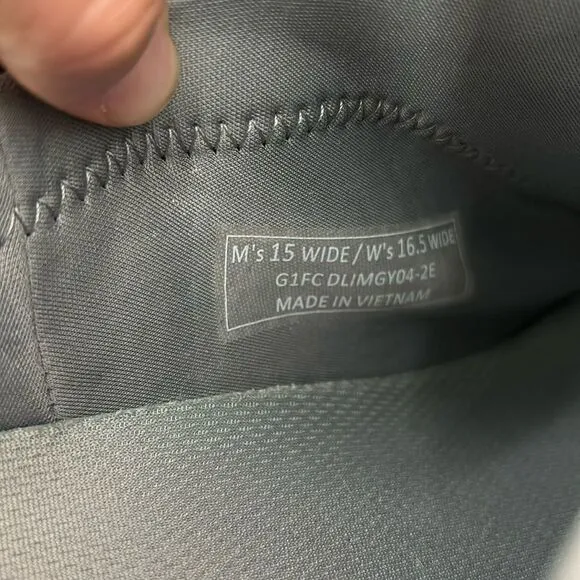 M's 15 WIDE / W's 16.5 WIDE
G1FC DLIMGY04-2E
MADE IN VIETNAM